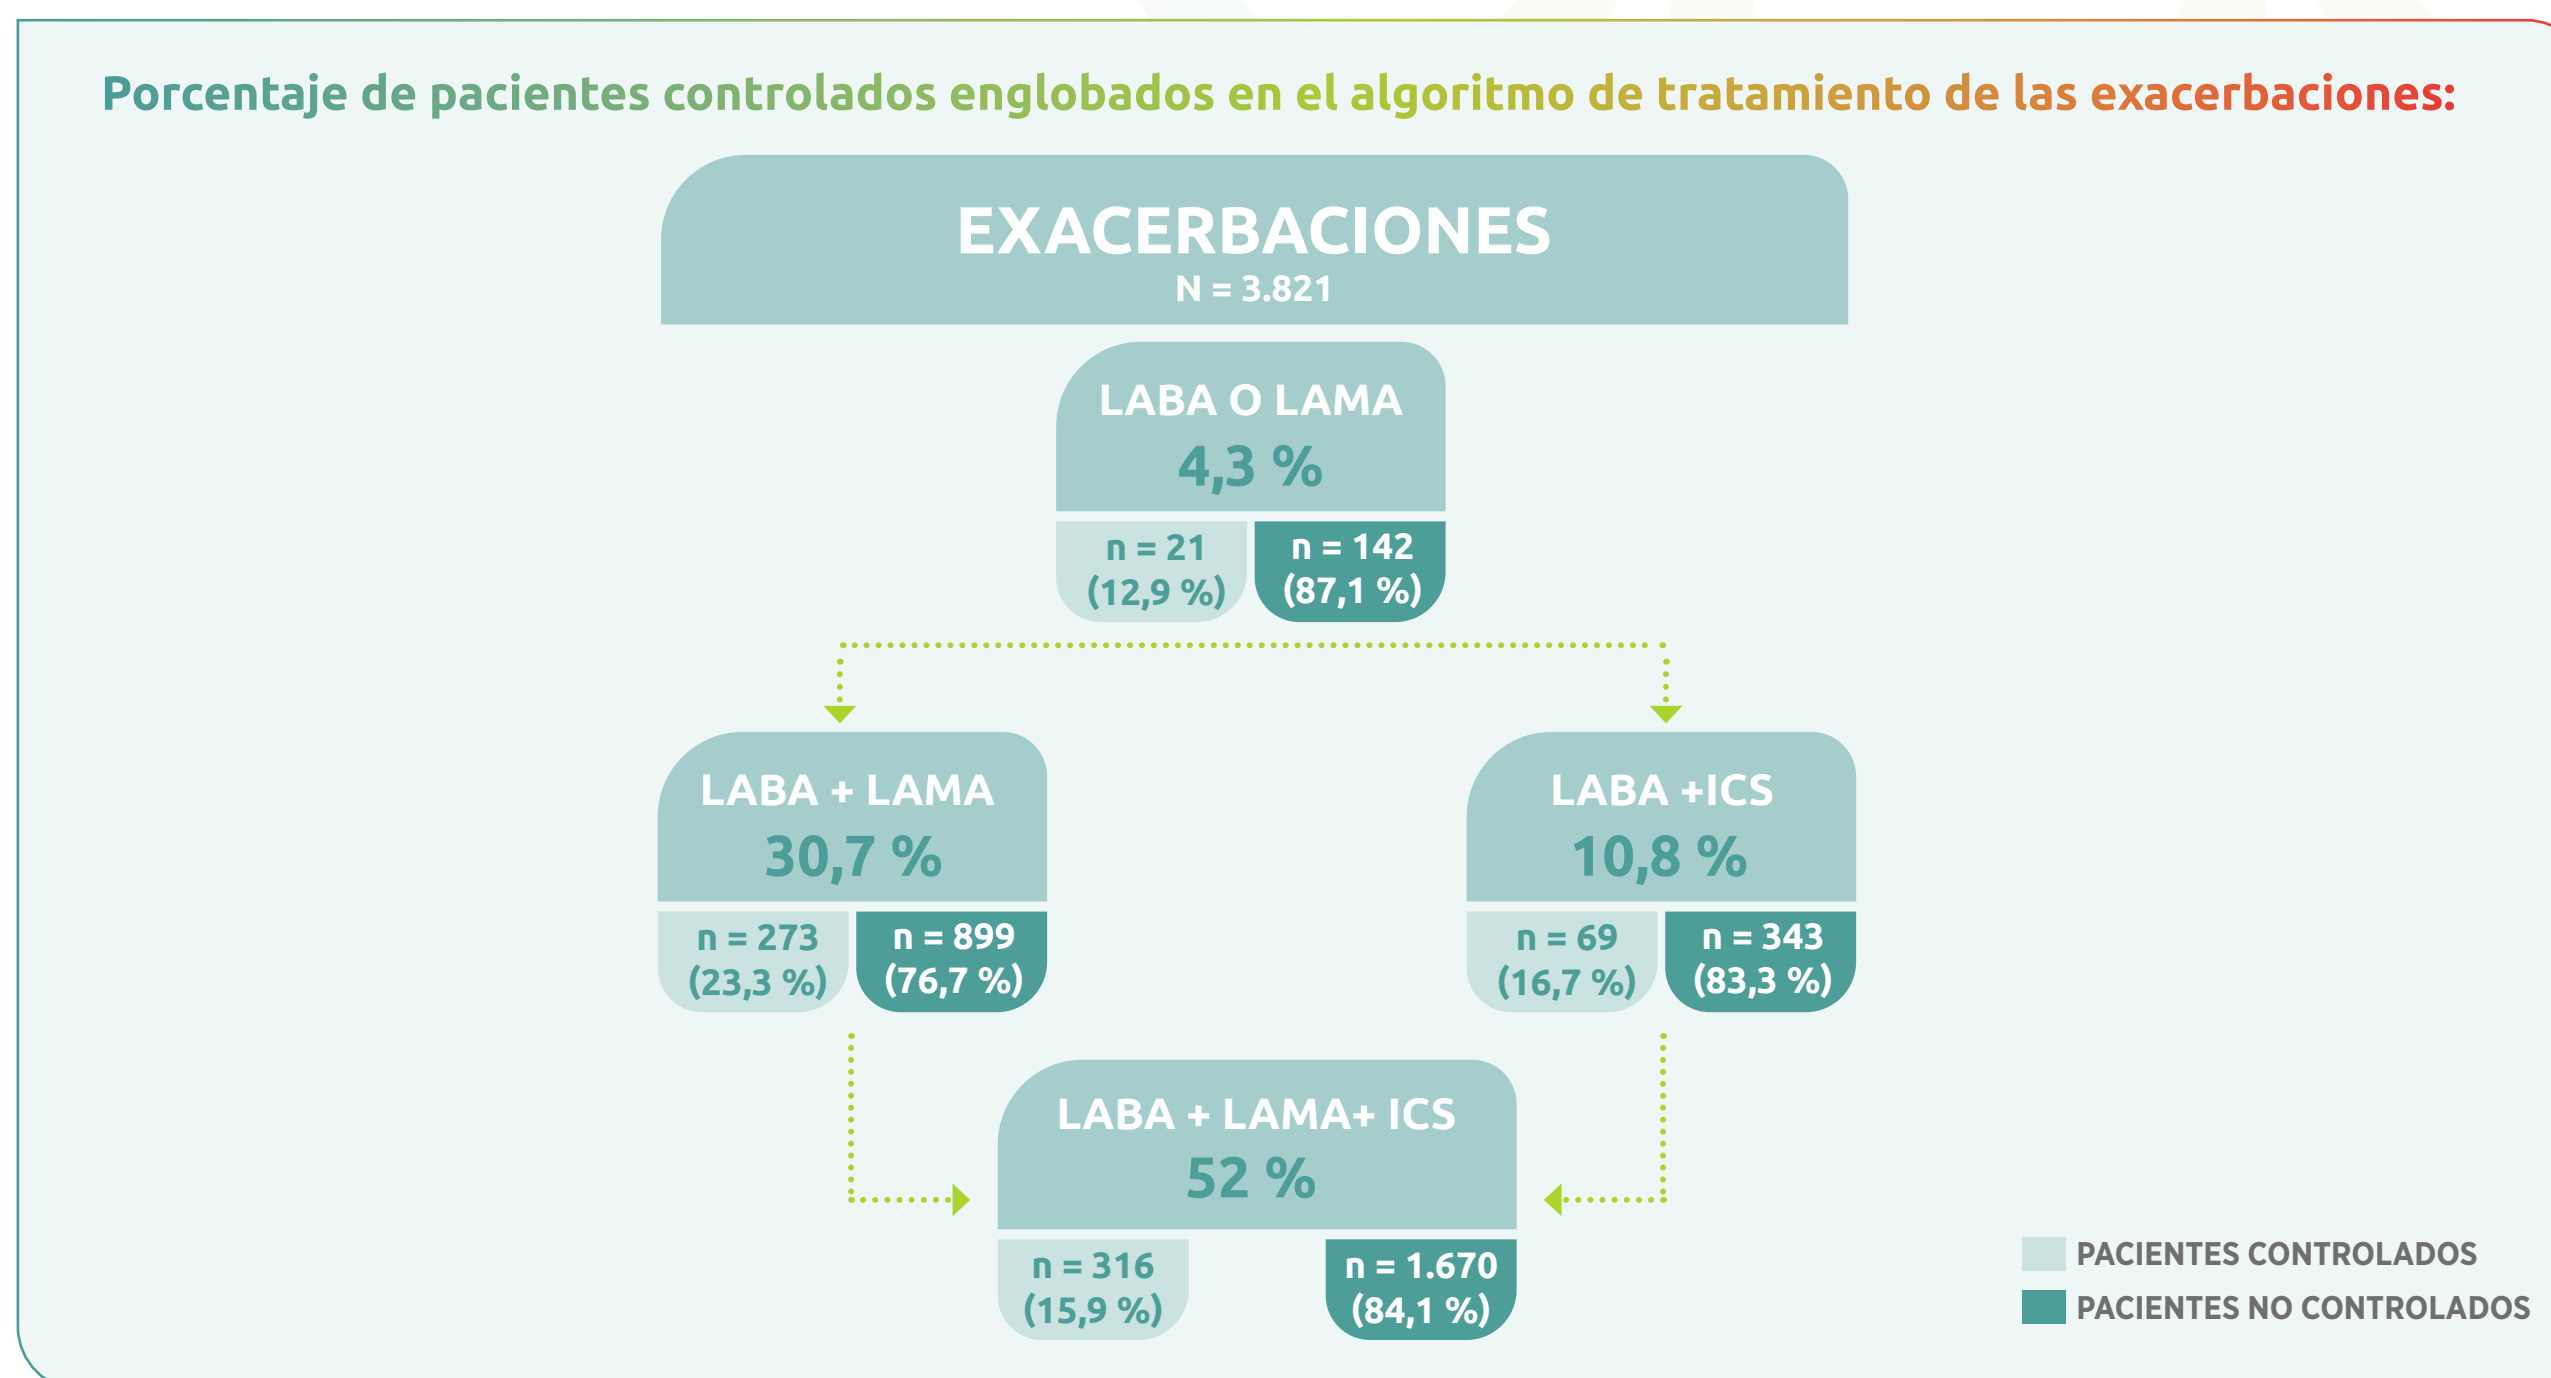 Porcentaje de pacientes controlados englobados en el algoritmo de tratamiento de las exacerbaciones:
EXACERBACIONES
N = 3.821
LABA O LAMA
4,3 %
n = 21
(12,9 %)
n = 142
(87,1 %)
LABA + LAMA
30,7 %
n = 273
(23,3 %)
n = 899
(76,7 %)
LABA +ICS
10,8 %
n = 69
(16,7 %)
n = 343
(83,3 %)
LABA + LAMA+ ICS
52 %
n = 316
(15,9 %)
n = 1.670
(84,1 %)
PACIENTES CONTROLADOS
PACIENTES NO CONTROLADOS